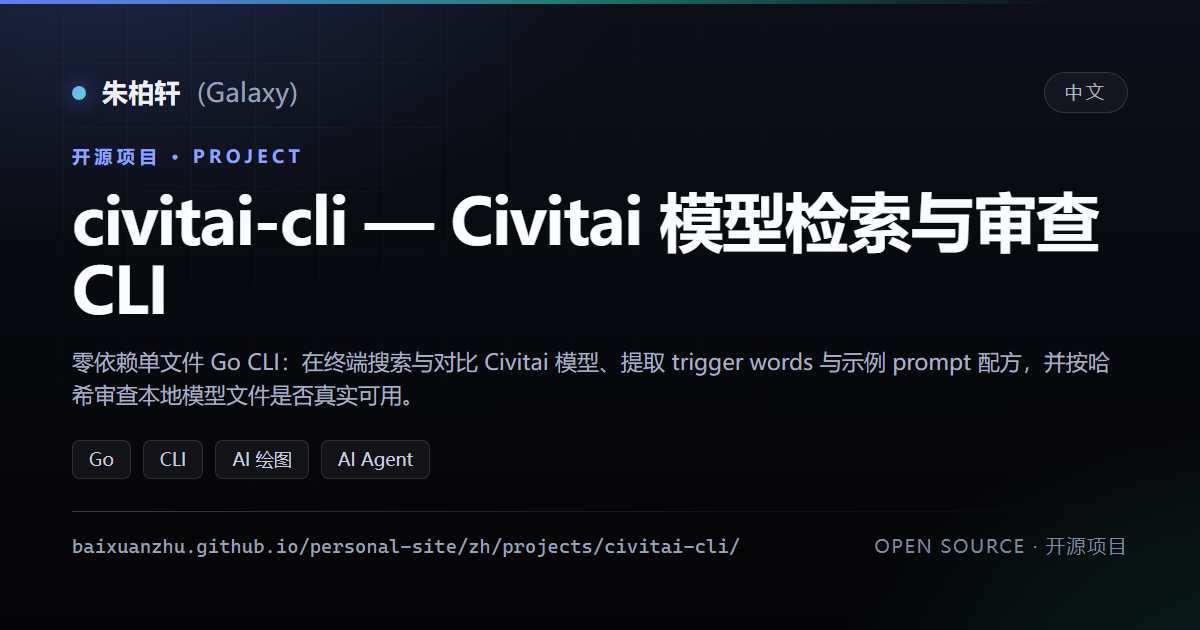 朱柏轩 (Galaxy)
中文
开源项目 • PROJECT
civitai-cli — Civitai 模型检索与审查
CLI
零依赖单文件 Go CLI：在终端搜索与对比 Civitai 模型、提取 trigger words 与示例 prompt 配方，并按哈
希审查本地模型文件是否真实可用。
Go
CLI
AI 绘图
AI Agent
baixuanzhu.github.io/personal-site/zh/projects/civitai-cli/
OPEN SOURCE · 开源项目